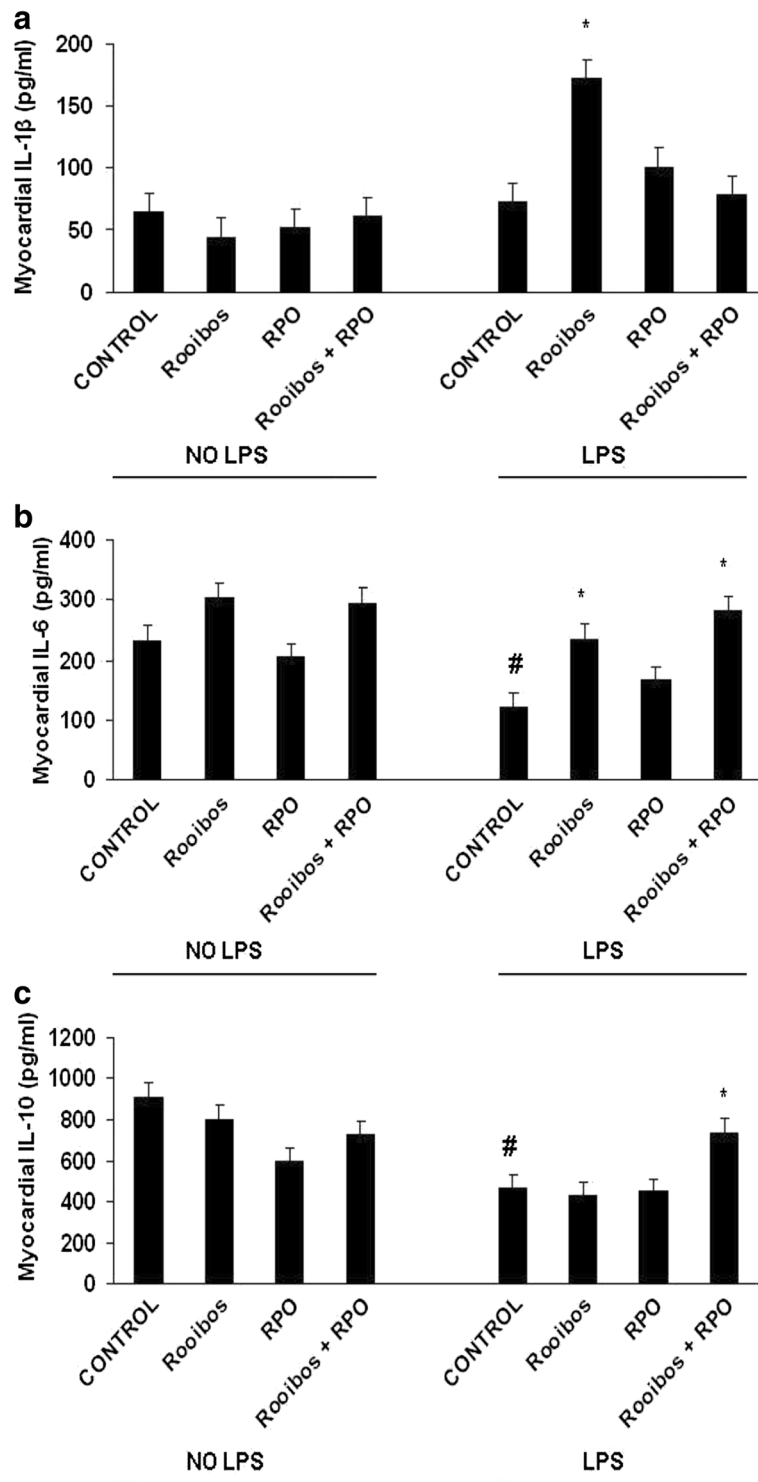 a
Myocardial IL-1β (pg/ml)
200
150
100
50
0
*
CONTROL Rooibos RPO Rooibos + RPO CONTROL Rooibos RPO Rooibos + RPO
NO LPS LPS
b
Myocardial IL-6 (pg/ml)
400
300
200
100
0
# * *
CONTROL Rooibos RPO Rooibos + RPO CONTROL Rooibos RPO Rooibos + RPO
NO LPS LPS
c
Myocardial IL-10 (pg/ml)
1200
1000
800
600
400
200
0
# *
CONTROL Rooibos RPO Rooibos + RPO CONTROL Rooibos RPO Rooibos + RPO
NO LPS LPS